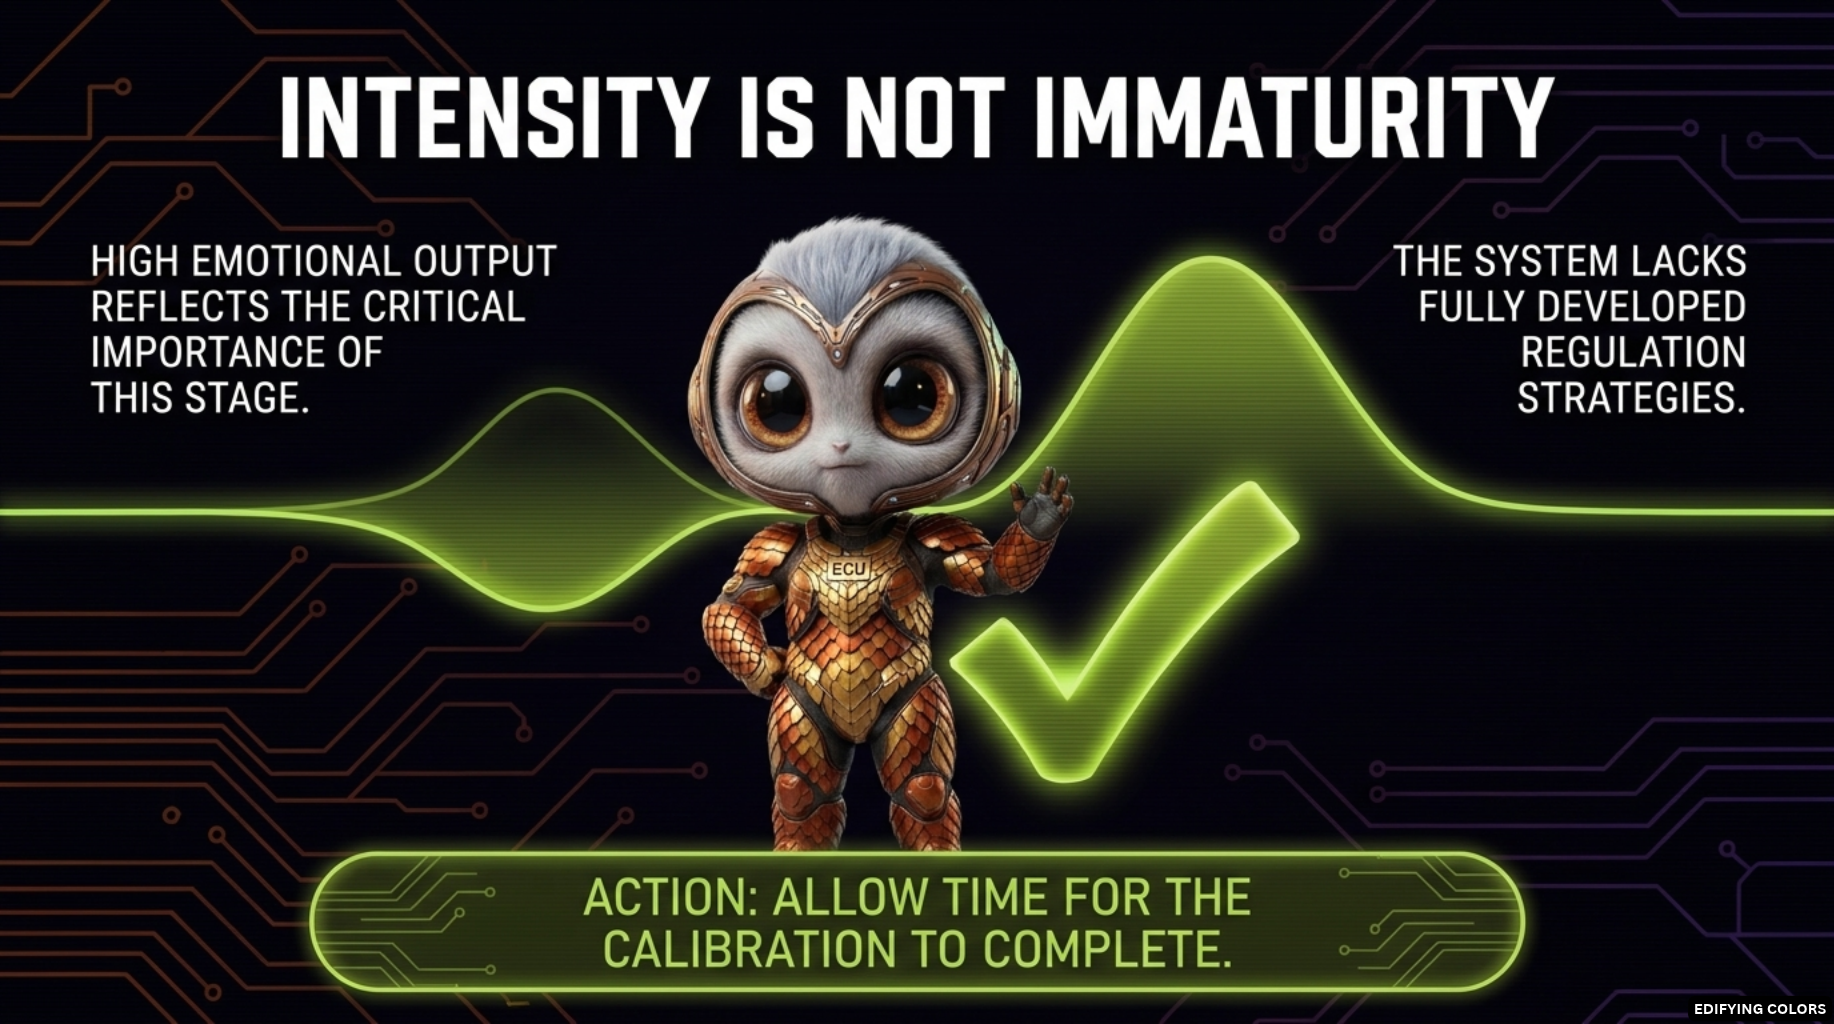 INTENSITY IS NOT IMMATURITY
HIGH EMOTIONAL OUTPUT
REFLECTS THE CRITICAL
IMPORTANCE OF
THIS STAGE.
THE SYSTEM LACKS
FULLY DEVELOPED
REGULATION
STRATEGIES.
ECU
ACTION: ALLOW TIME FOR THE
CALIBRATION TO COMPLETE.
EDIFYING COLORS